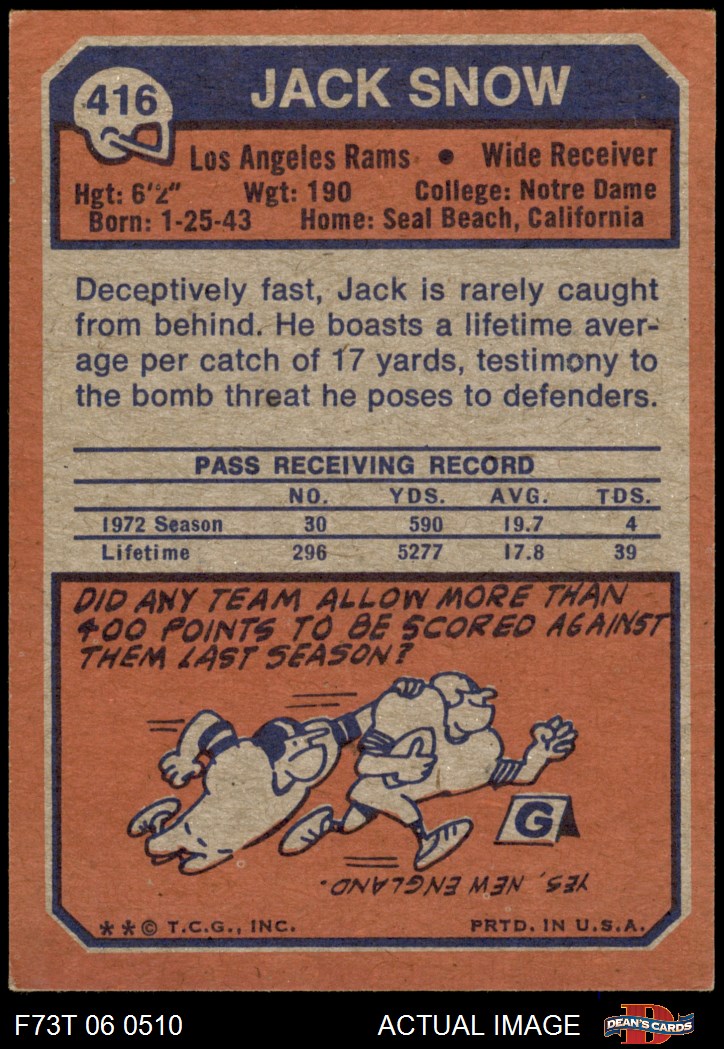 416
JACK SNOW
Los Angeles Rams • Wide Receiver
Hgt: 6'2" Wgt: 190 College: Notre Dame
Born: 1-25-43 Home: Seal Beach, California
Deceptively fast, Jack is rarely caught
from behind. He boasts a lifetime aver-
age per catch of 17 yards, testimony to
the bomb threat he poses to defenders.
PASS RECEIVING RECORD
NO. YDS. AVG. TDS.
1972 Season 30 590 19.7 4
Lifetime 296 5277 17.8 39
DID ANY TEAM ALLOW MORE THAN
400 POINTS TO BE SCORED AGAINST
THEM LAST SEASON?
G
YES, NEW ENGLAND.
**© T.C.G., INC. PRTD. IN U.S.A.
F73T 06 0510 ACTUAL IMAGE
D
DEAN'S CARDS